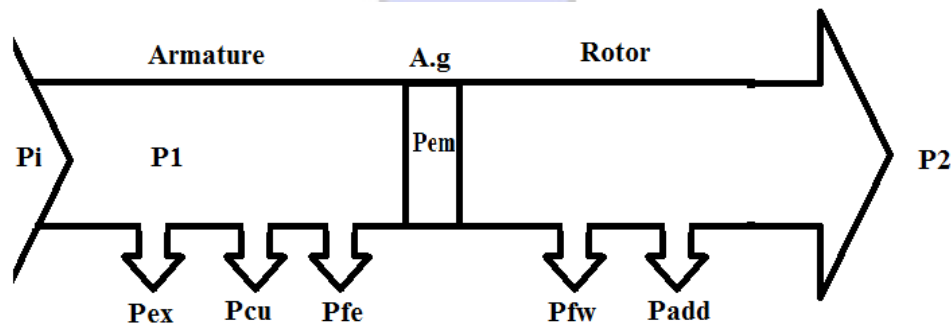 Armature A.g Rotor
Pi P1 Pem P2
Pex Pcu Pfe Pfw Padd